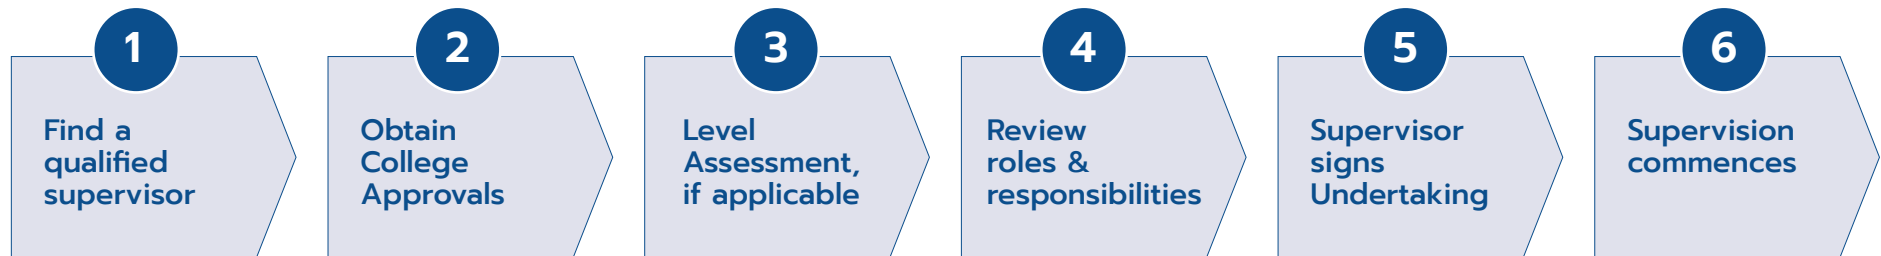 1
Find a
qualified
supervisor
2
Obtain
College
Approvals
3
Level
Assessment,
if applicable
4
Review
roles &
responsibilities
5
Supervisor
signs
Undertaking
6
Supervision
commences